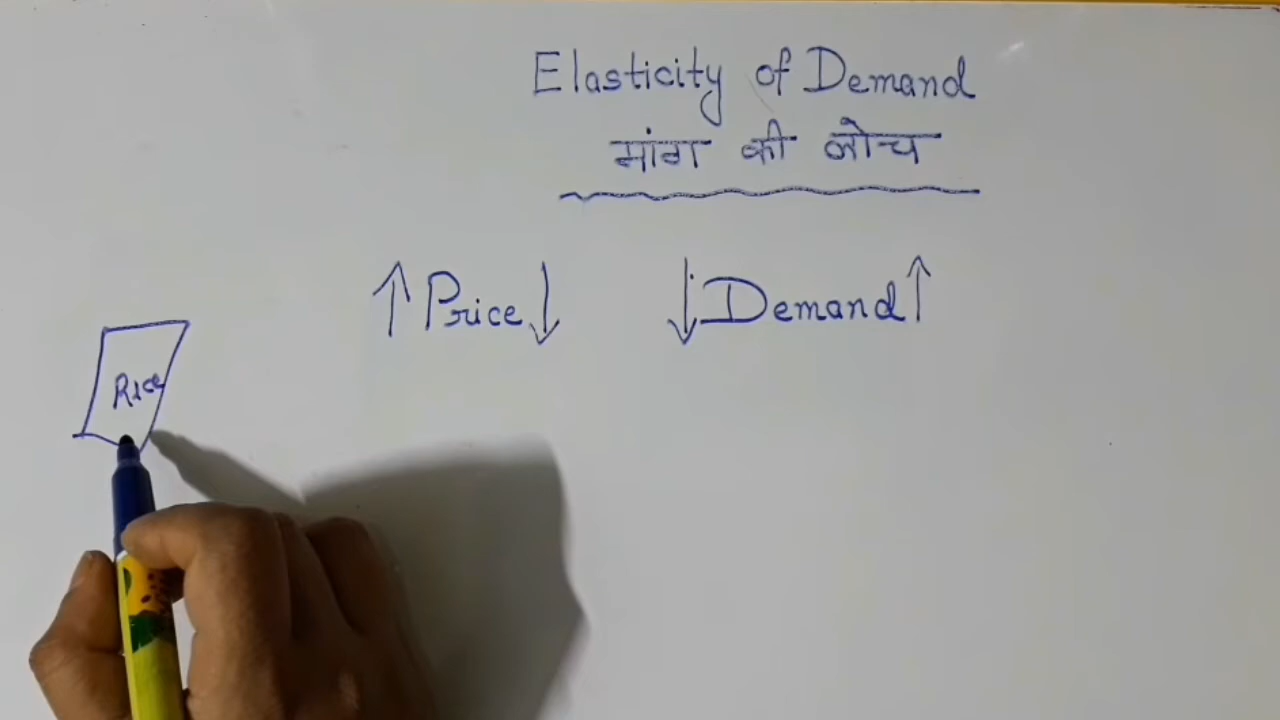 Elasticity of Demand
मांग की लोच
↑ Price ↓ ↓ Demand ↑
Rice